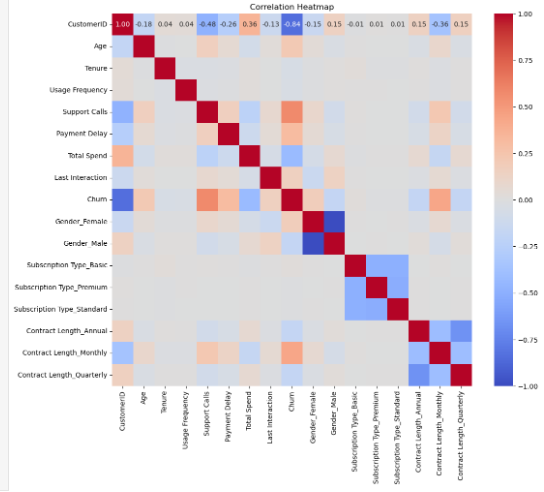 Correlation Heatmap
CustomerID 1.00 -0.18 0.04 0.04 -0.48 -0.26 0.36 -0.13 -0.84 -0.15 0.15 -0.01 0.01 0.01 0.15 -0.36 0.15
Age
Tenure
Usage Frequency
Support Calls
Payment Delay
Total Spend
Last Interaction
Churn
Gender_Female
Gender_Male
Subscription Type_Basic
Subscription Type_Premium
Subscription Type_Standard
Contract Length_Annual
Contract Length_Monthly
Contract Length_Quarterly
CustomerID
Age
Tenure
Usage Frequency
Support Calls
Payment Delay
Total Spend
Last Interaction
Churn
Gender_Female
Gender_Male
Subscription Type_Basic
Subscription Type_Premium
Subscription Type_Standard
Contract Length_Annual
Contract Length_Monthly
Contract Length_Quarterly
1.00
0.75
0.50
0.25
0.00
-0.25
-0.50
-0.75
-1.00